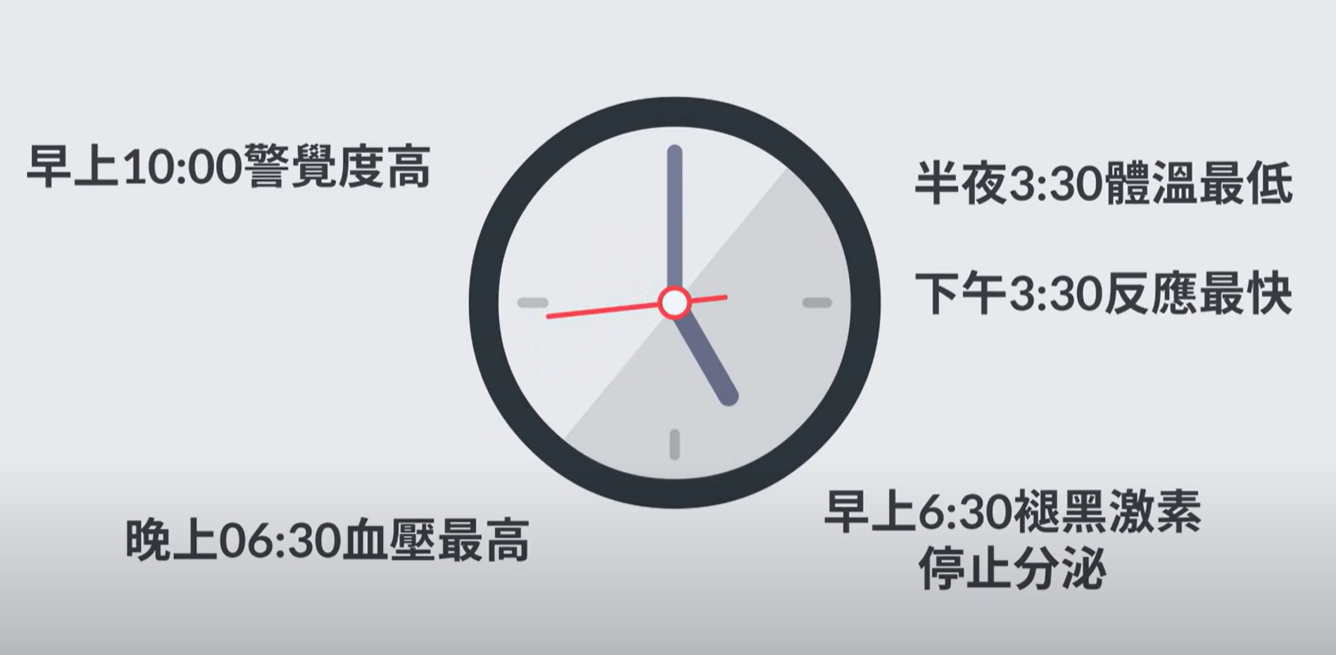 早上10:00警覺度高
半夜3:30體溫最低
下午3:30反應最快
晚上06:30血壓最高
早上6:30褪黑激素
停止分泌